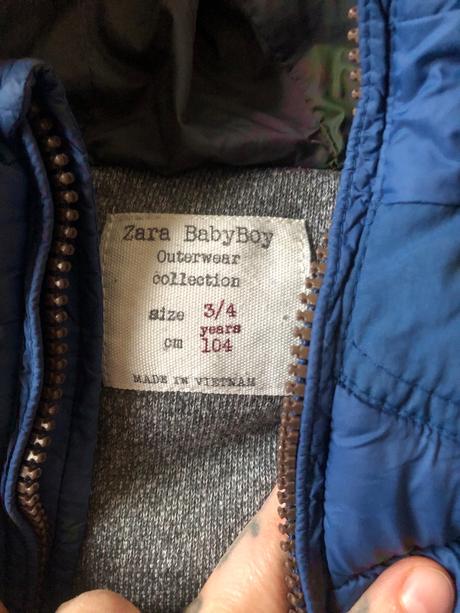 Zara BabyBoy
Outerwear
collection
size 3/4
years
cm 104
MADE IN VIETNAM